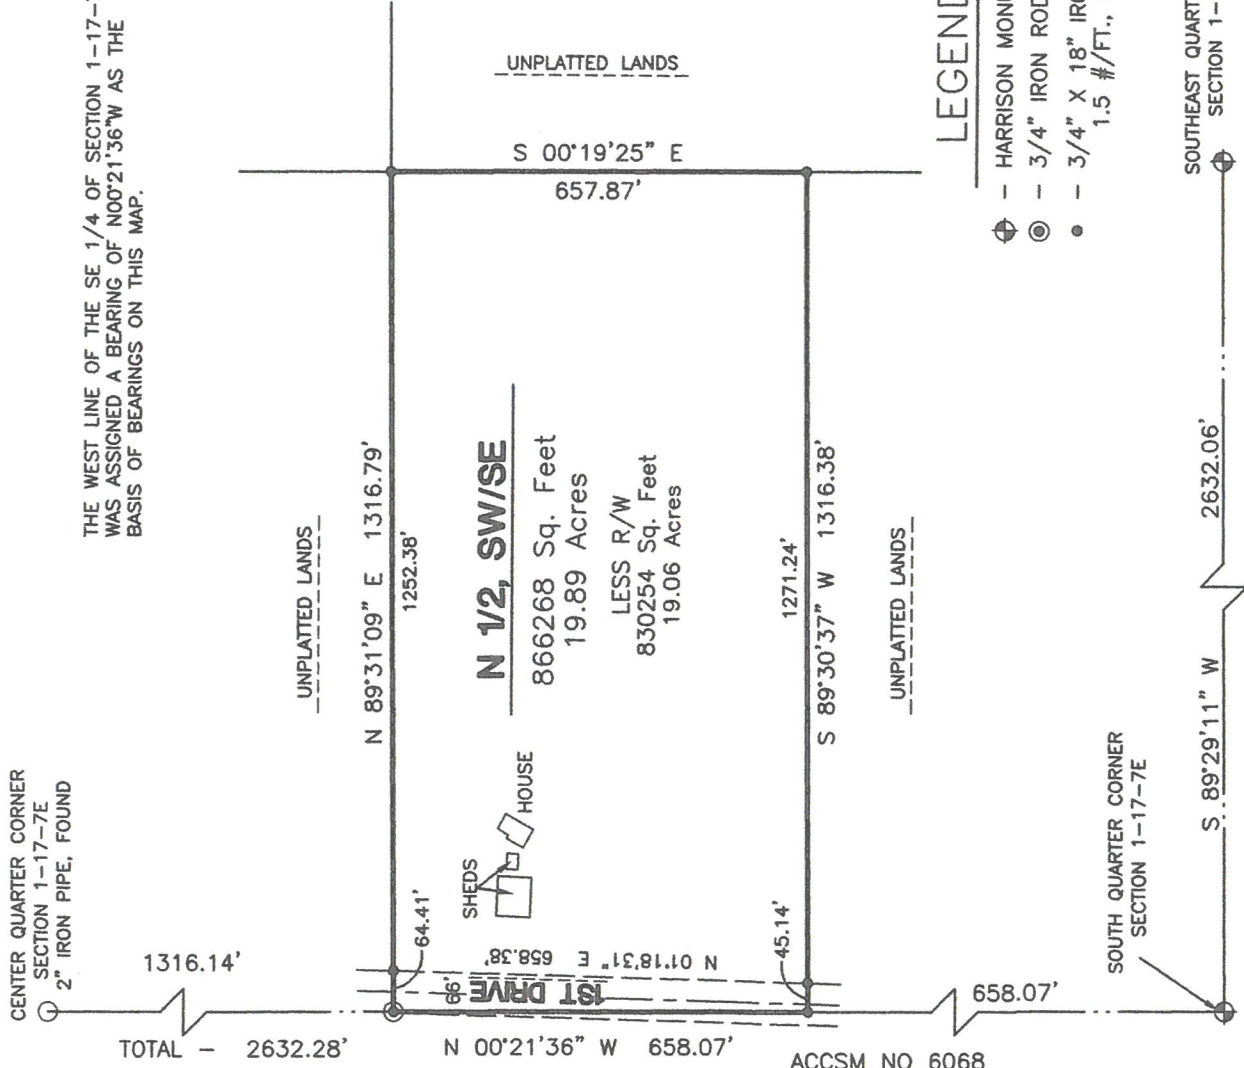 THE WEST LINE OF THE SE 1/4 OF SECTION 1-17-
WAS ASSIGNED A BEARING OF N00°21'36"W AS THE
BASIS OF BEARINGS ON THIS MAP.
CENTER QUARTER CORNER
SECTION 1-17-7E
2" IRON PIPE, FOUND
1316.14'
TOTAL - 2632.28'
UNPLATTED LANDS
N 89°31'09" E 1316.79'
1252.38'
64.41'
UNPLATTED LANDS
S 00°19'25" E
657.87'
N 1/2, SW/SE
866268 Sq. Feet
19.89 Acres
LESS R/W
830254 Sq. Feet
19.06 Acres
SHEDS
HOUSE
N 01°18'31" E 658.38'
66'
1ST DRIVE
N 00°21'36" W 658.07'
45.14'
1271.24'
S 89°30'37" W 1316.38'
UNPLATTED LANDS
658.07'
ACCSM NO 6068
LEGEND
- HARRISON
- 3/4" IRON ROD
- 3/4" X 18"
1.5 #/FT.,
SOUTH QUARTER CORNER
SECTION 1-17-7E
S 89°29'11" W
2632.06'
SOUTHEAST
SECTION 1-